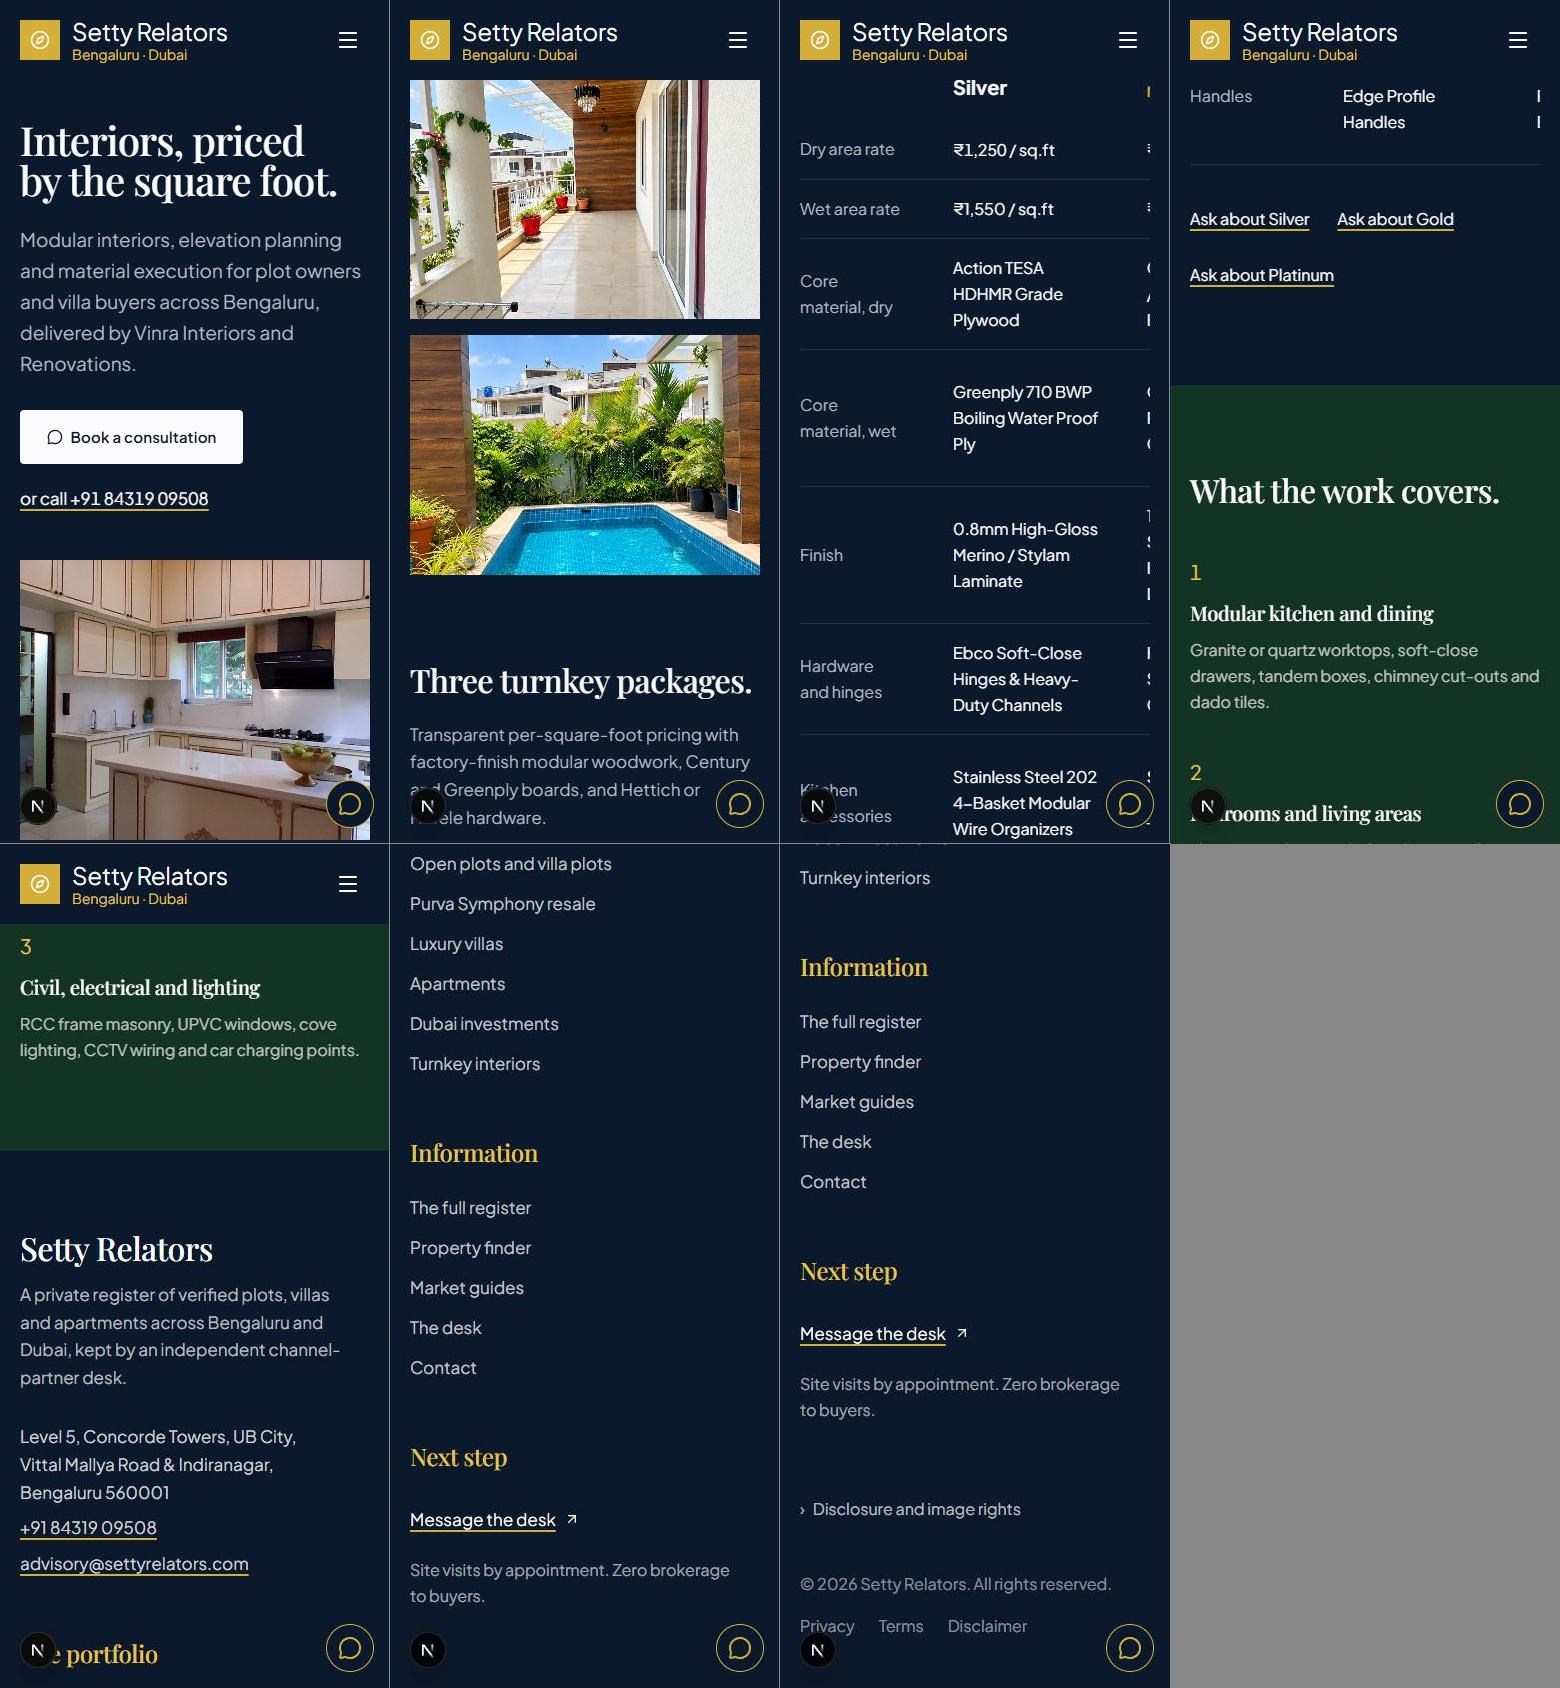 Setty Relators
Bengaluru · Dubai
Interiors, priced
by the square foot.
Modular interiors, elevation planning
and material execution for plot owners
and villa buyers across Bengaluru,
delivered by Vinra Interiors and
Renovations.
Book a consultation
or call +91 84319 09508
N
Setty Relators
Bengaluru · Dubai
Three turnkey packages.
Transparent per-square-foot pricing with
factory-finish modular woodwork, Century
and Greenply boards, and Hettich or
hardware.
N
Setty Relators
Bengaluru · Dubai
Silver
Dry area rate
₹1,250 / sq.ft
Wet area rate
₹1,550 / sq.ft
Core
material, dry
Action TESA
HDHMR Grade
Plywood
Core
material, wet
Greenply 710 BWP
Boiling Water Proof
Ply
Finish
0.8mm High-Gloss
Merino / Stylam
Laminate
Hardware
and hinges
Ebco Soft-Close
Hinges & Heavy-
Duty Channels
Kitchen
accessories
Stainless Steel 202
4-Basket Modular
Wire Organizers
N
Setty Relators
Bengaluru · Dubai
Handles
Edge Profile
Handles
Ask about Silver
Ask about Gold
Ask about Platinum
What the work covers.
1
Modular kitchen and dining
Granite or quartz worktops, soft-close
drawers, tandem boxes, chimney cut-outs and
dado tiles.
2
and living areas
N
Setty Relators
Bengaluru · Dubai
3
Civil, electrical and lighting
RCC frame masonry, UPVC windows, cove
lighting, CCTV wiring and car charging points.
Setty Relators
A private register of verified plots, villas
and apartments across Bengaluru and
Dubai, kept by an independent channel-
partner desk.
Level 5, Concorde Towers, UB City,
Vittal Mallya Road & Indiranagar,
Bengaluru 560001
+91 84319 09508
advisory@settyrelators.com
portfolio
N
Open plots and villa plots
Purva Symphony resale
Luxury villas
Apartments
Dubai investments
Turnkey interiors
Information
The full register
Property finder
Market guides
The desk
Contact
Next step
Message the desk
Site visits by appointment. Zero brokerage
to buyers.
N
Turnkey interiors
Information
The full register
Property finder
Market guides
The desk
Contact
Next step
Message the desk
Site visits by appointment. Zero brokerage
to buyers.
› Disclosure and image rights
© 2026 Setty Relators. All rights reserved.
Privacy
Terms
Disclaimer
N